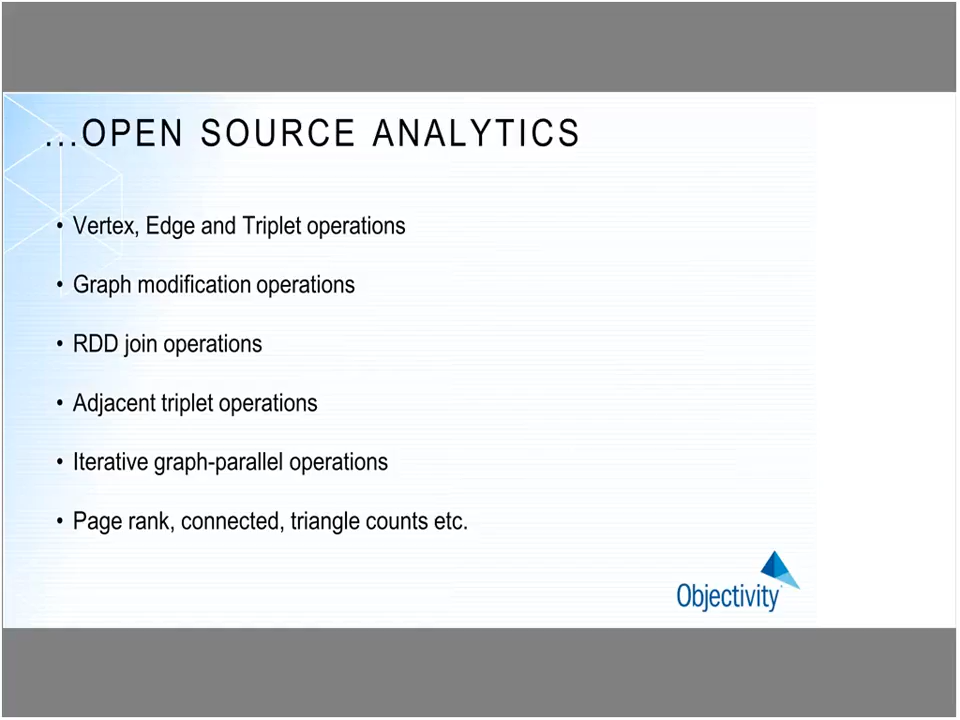 ...OPEN SOURCE ANALYTICS
• Vertex, Edge and Triplet operations
• Graph modification operations
• RDD join operations
• Adjacent triplet operations
• Iterative graph-parallel operations
• Page rank, connected, triangle counts etc.
Objectivity